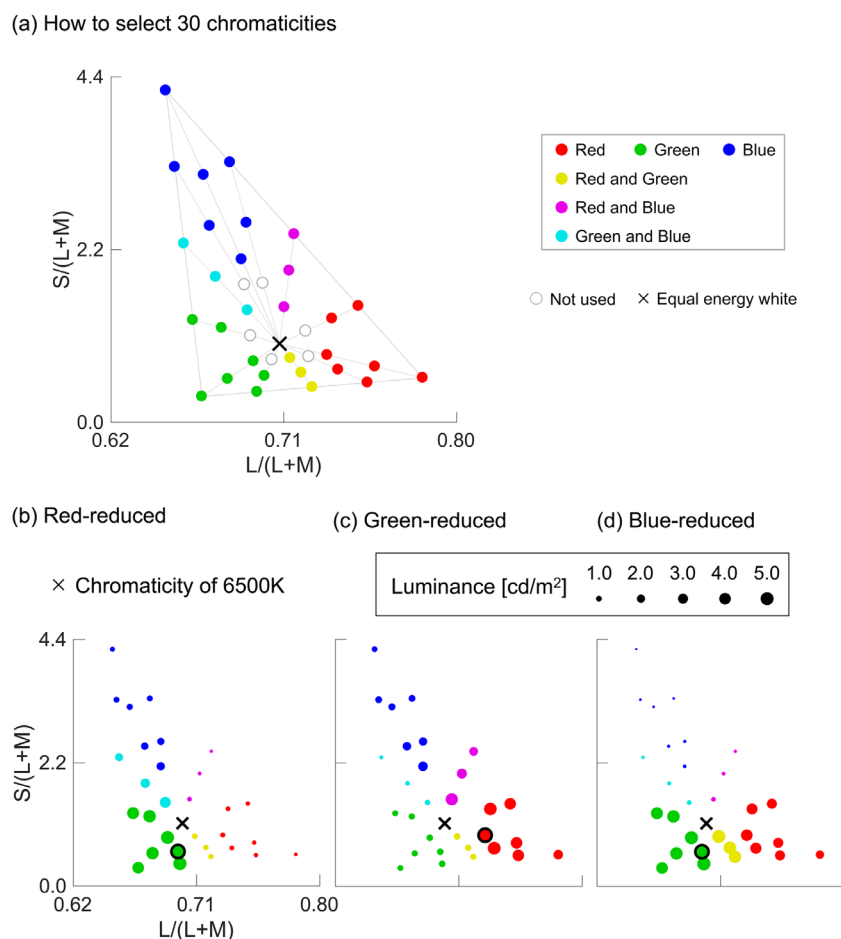 (a) How to select 30 chromaticities
4.4
2.2
0.0
S/(L+M)
0.62 0.71 0.80
L/(L+M)
Red Green Blue
Red and Green
Red and Blue
Green and Blue
Not used × Equal energy white
(b) Red-reduced
(c) Green-reduced
(d) Blue-reduced
× Chromaticity of 6500K
Luminance [cd/m²]
1.0 2.0 3.0 4.0 5.0
4.4
2.2
0.0
S/(L+M)
0.62 0.71 0.80
L/(L+M)